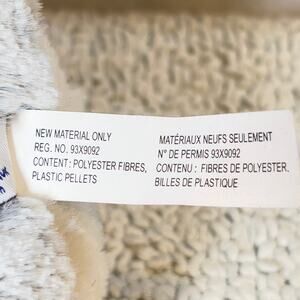 NEW MATERIAL ONLY
REG. NO. 93X9092
CONTENT: POLYESTER FIBRES,
PLASTIC PELLETS
MATÉRIAUX NEUFS SEULEMENT
N° DE PERMIS 93X9092
CONTENU: FIBRES DE POLYESTER,
BILLES DE PLASTIQUE